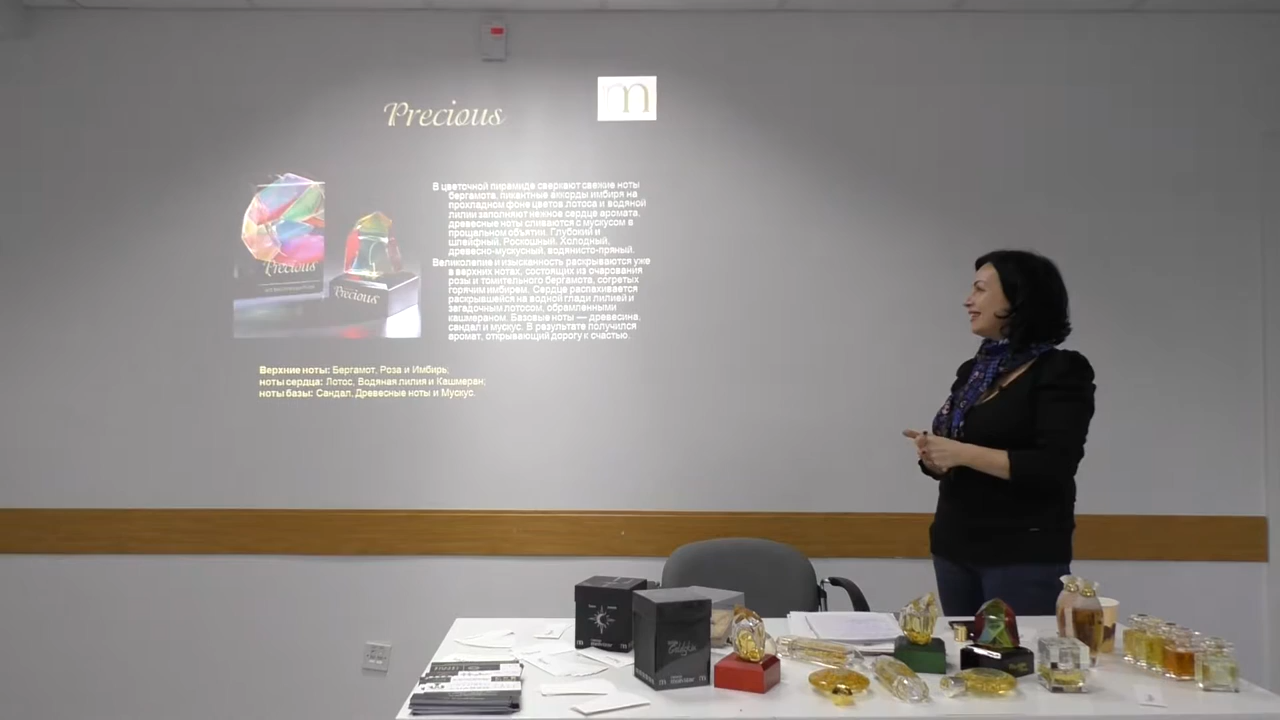 Precious
m
Precious
Precious
В цветочной пирамиде сверкают свежие ноты
бергамота, пикантные аккорды имбиря на
прохладном фоне цветов лотоса и водяной
лилии заполняют нежное сердце аромата,
древесные ноты сливаются с мускусом в
прощальном объятии. Глубокий и
шлейфный. Роскошный. Холодный,
древесно-мускусный, водянисто-пряный.
Великолепие и изысканность раскрываются уже
в верхних нотах, состоящих из очарования
розы и томительного бергамота, согретых
горячим имбирем. Сердце распахивается
раскрывшейся на водной глади лилией и
загадочным лотосом, обрамленными
кашмераном. Базовые ноты — древесина,
сандал и мускус. В результате получился
аромат, открывающий дорогу к счастью.
Верхние ноты: Бергамот, Роза и Имбирь;
ноты сердца: Лотос, Водяная лилия и Кашмеран;
ноты базы: Сандал, Древесные ноты и Мускус.
m
m
m